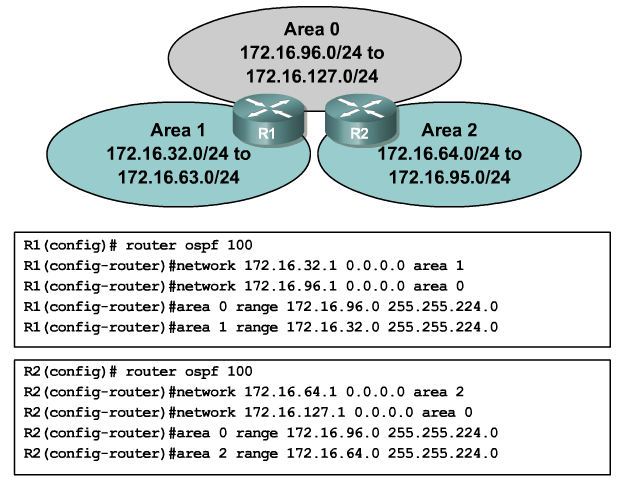 Area 0
172.16.96.0/24 to
172.16.127.0/24
R1
R2
Area 1
172.16.32.0/24 to
172.16.63.0/24
Area 2
172.16.64.0/24 to
172.16.95.0/24
R1(config)# router ospf 100
R1(config-router)#network 172.16.32.1 0.0.0.0 area 1
R1(config-router)#network 172.16.96.1 0.0.0.0 area 0
R1(config-router)#area 0 range 172.16.96.0 255.255.224.0
R1(config-router)#area 1 range 172.16.32.0 255.255.224.0
R2(config)# router ospf 100
R2(config-router)#network 172.16.64.1 0.0.0.0 area 2
R2(config-router)#network 172.16.127.1 0.0.0.0 area 0
R2(config-router)#area 0 range 172.16.96.0 255.255.224.0
R2(config-router)#area 2 range 172.16.64.0 255.255.224.0